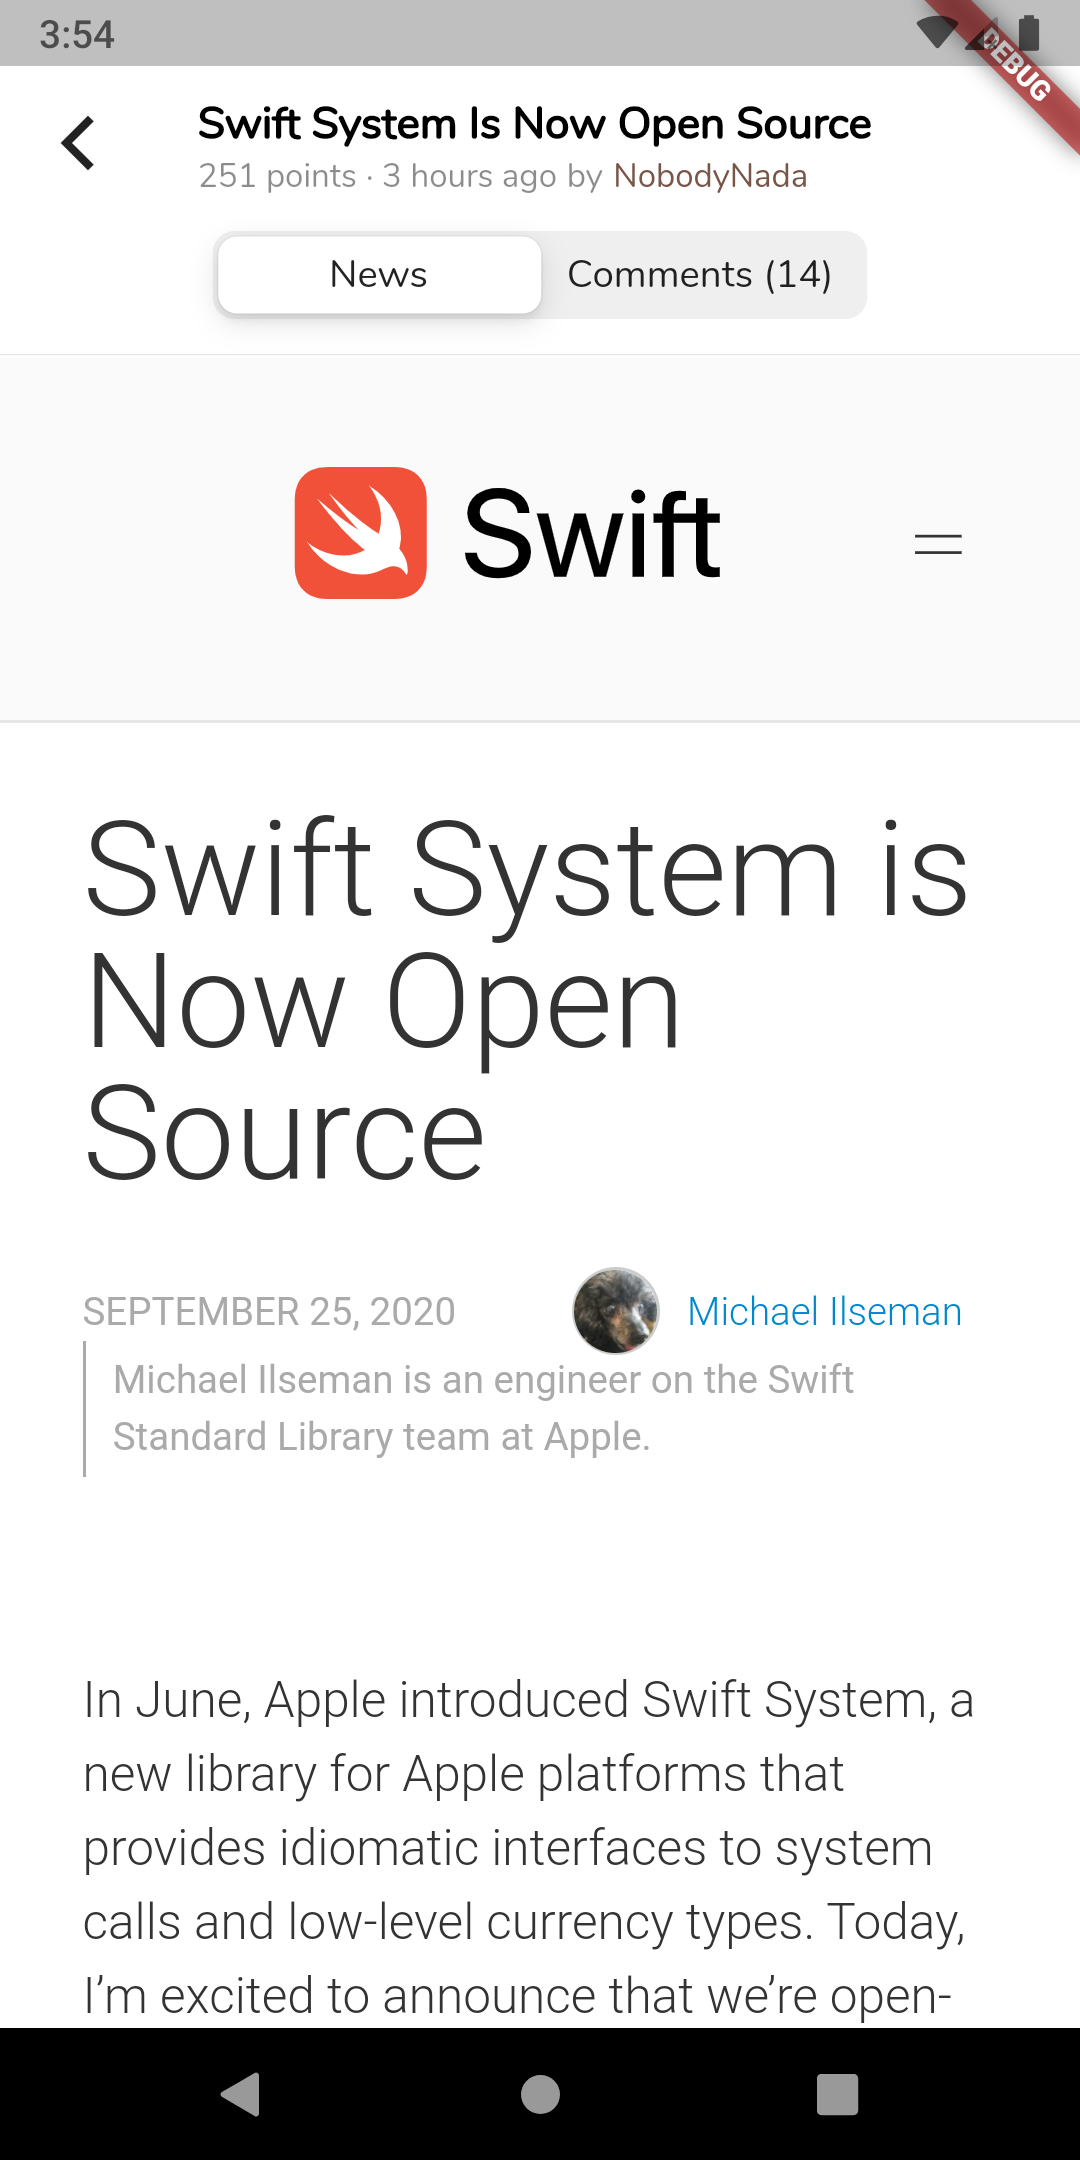 3:54
DEBUG
Swift System Is Now Open Source
251 points · 3 hours ago by NobodyNada
News
Comments (14)
Swift
Swift System is
Now Open
Source
SEPTEMBER 25, 2020
Michael Ilseman
Michael Ilseman is an engineer on the Swift
Standard Library team at Apple.
In June, Apple introduced Swift System, a
new library for Apple platforms that
provides idiomatic interfaces to system
calls and low-level currency types. Today,
I’m excited to announce that we’re open-